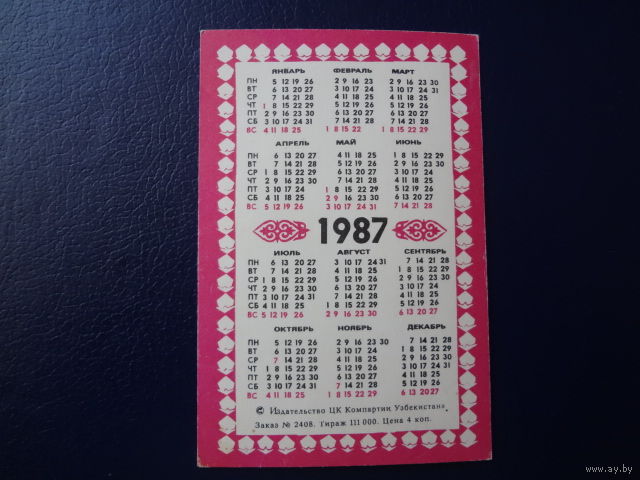 ЯНВАРЬ ФЕВРАЛЬ МАРТ
ПН 5 12 19 26 2 9 16 23 2 9 16 23 30
ВТ 6 13 20 27 3 10 17 24 3 10 17 24 31
СР 7 14 21 28 4 11 18 25 4 11 18 25
ЧТ 1 8 15 22 29 5 12 19 26 5 12 19 26
ПТ 2 9 16 23 30 6 13 20 27 6 13 20 27
СБ 3 10 17 24 31 7 14 21 28 7 14 21 28
ВС 4 11 18 25 1 8 15 22 1 8 15 22 29
АПРЕЛЬ МАЙ ИЮНЬ
ПН 6 13 20 27 4 11 18 25 1 8 15 22 29
ВТ 7 14 21 28 5 12 19 26 2 9 16 23 30
СР 1 8 15 22 29 6 13 20 27 3 10 17 24
ЧТ 2 9 16 23 30 7 14 21 28 4 11 18 25
ПТ 3 10 17 24 1 8 15 22 29 5 12 19 26
СБ 4 11 18 25 2 9 16 23 30 6 13 20 27
ВС 5 12 19 26 3 10 17 24 31 7 14 21 28
1987
ИЮЛЬ АВГУСТ СЕНТЯБРЬ
ПН 6 13 20 27 3 10 17 24 31 7 14 21 28
ВТ 7 14 21 28 4 11 18 25 1 8 15 22 29
СР 1 8 15 22 29 5 12 19 26 2 9 16 23 30
ЧТ 2 9 16 23 30 6 13 20 27 3 10 17 24
ПТ 3 10 17 24 31 7 14 21 28 4 11 18 25
СБ 4 11 18 25 1 8 15 22 29 5 12 19 26
ВС 5 12 19 26 2 9 16 23 30 6 13 20 27
ОКТЯБРЬ НОЯБРЬ ДЕКАБРЬ
ПН 5 12 19 26 2 9 16 23 30 7 14 21 28
ВТ 6 13 20 27 3 10 17 24 1 8 15 22 29
СР 7 14 21 28 4 11 18 25 2 9 16 23 30
ЧТ 1 8 15 22 29 5 12 19 26 3 10 17 24 31
ПТ 2 9 16 23 30 6 13 20 27 4 11 18 25
СБ 3 10 17 24 31 7 14 21 28 5 12 19 26
ВС 4 11 18 25 1 8 15 22 29 6 13 20 27
© Издательство ЦК Компартии Узбекистана
Заказ № 2408. Тираж 111 000. Цена 4 коп.
www.ay.by